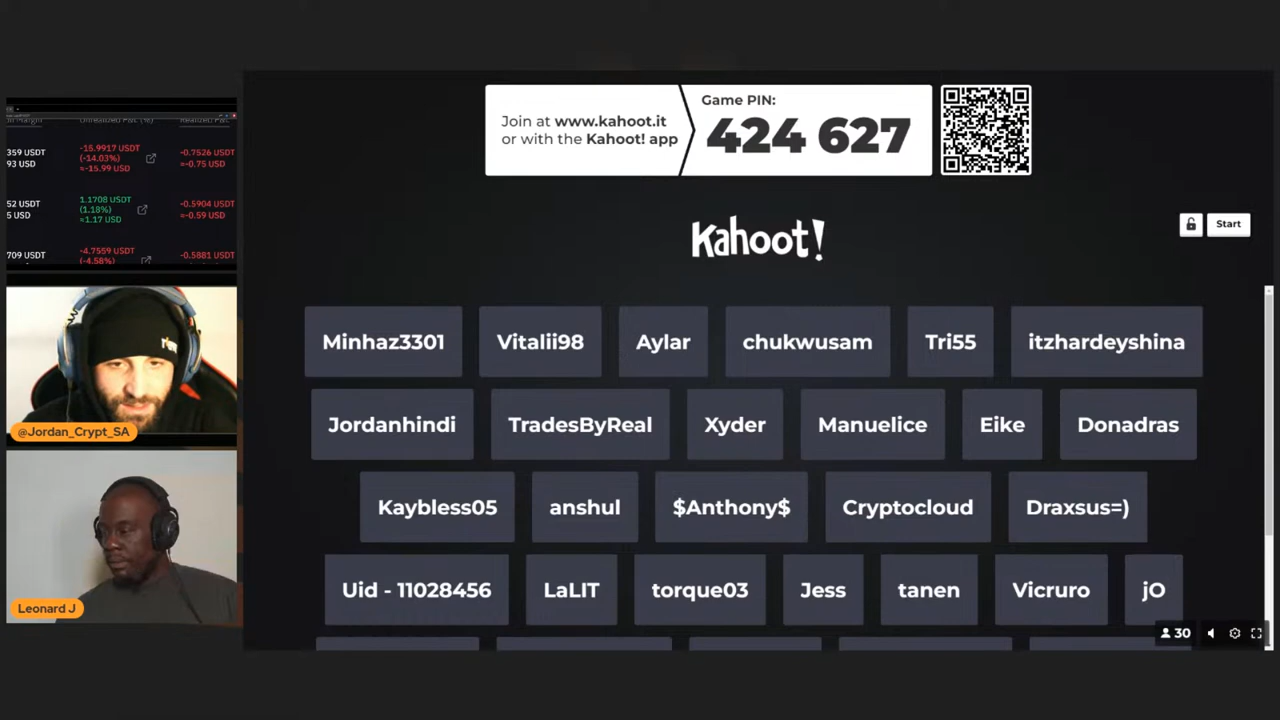 Unrealized P&L (%)
359 USDT
93 USD
-15.9917 USDT
(-14.03%)
≈-15.99 USD
-0.7526 USDT
≈-0.75 USD
52 USDT
5 USD
1.1708 USDT
(1.18%)
≈1.17 USD
-0.5904 USDT
≈-0.59 USD
709 USDT
-4.7559 USDT
(-4.58%)
-0.5881 USDT
@Jordan_Crypt_SA
Leonard J
Join at www.kahoot.it
or with the Kahoot! app
Game PIN:
424 627
Kahoot!
Start
Minhaz3301 Vitalii98 Aylar chukwusam Tri55 itzhardeyshina
Jordanhindi TradesByReal Xyder Manuelice Eike Donadras
Kaybless05 anshul $Anthony$ Cryptocloud Draxsus=)
Uid - 11028456 LaLIT torque03 Jess tanen Vicruro jO
30